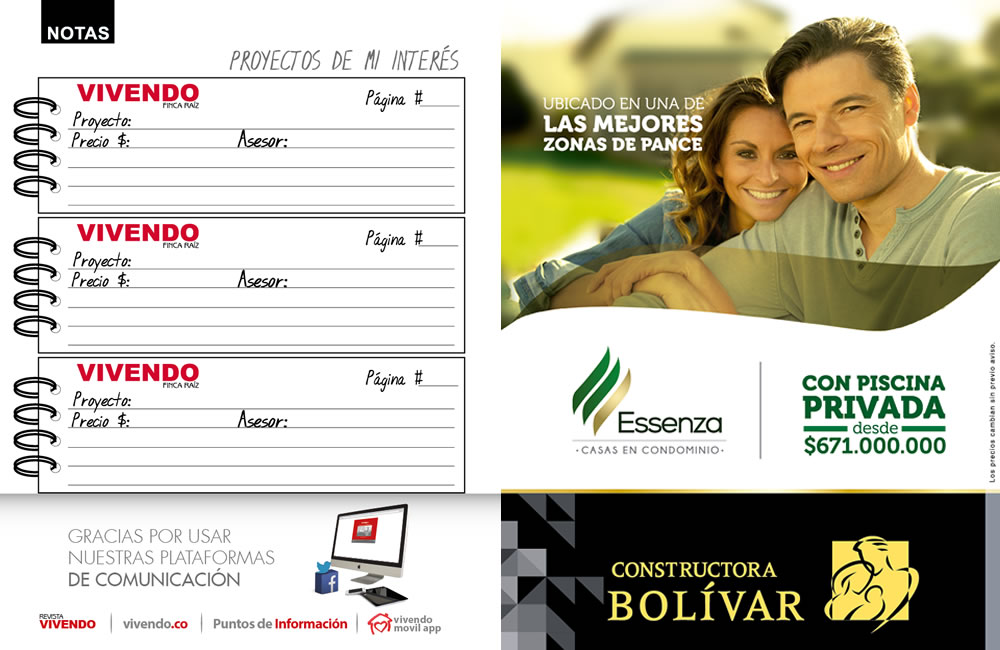 NOTAS
PROYECTOS DE MI INTERÉS
VIVENDO
FINCA RAÍZ
Página #
Proyecto:
Precio $: Asesor:
VIVENDO
FINCA RAÍZ
Página #
Proyecto:
Precio $: Asesor:
VIVENDO
FINCA RAÍZ
Página #
Proyecto:
Precio $: Asesor:
GRACIAS POR USAR
NUESTRAS PLATAFORMAS
DE COMUNICACIÓN
REVISTA
VIVENDO
vivendo.co
Puntos de Información
vivendo
movil app
UBICADO EN UNA DE
LAS MEJORES
ZONAS DE PANCE
Essenza
·CASAS EN CONDOMINIO·
CON PISCINA
PRIVADA
desde
$671.000.000
Los precios cambian sin previo aviso.
CONSTRUCTORA
BOLÍVAR